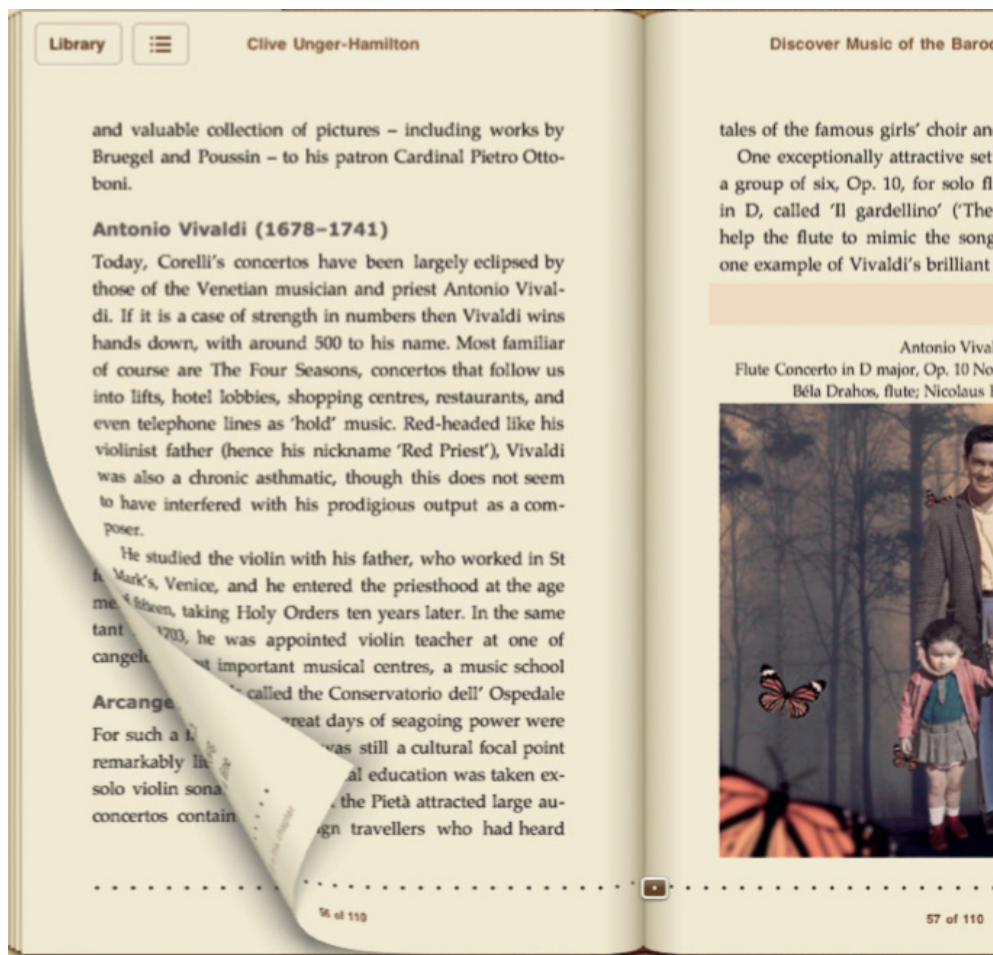 Library
Clive Unger-Hamilton
and valuable collection of pictures – including works by
Bruegel and Poussin – to his patron Cardinal Pietro Otto-
boni.
Antonio Vivaldi (1678–1741)
Today, Corelli's concertos have been largely eclipsed by
those of the Venetian musician and priest Antonio Vival-
di. If it is a case of strength in numbers then Vivaldi wins
hands down, with around 500 to his name. Most familiar
of course are The Four Seasons, concertos that follow us
into lifts, hotel lobbies, shopping centres, restaurants, and
even telephone lines as 'hold' music. Red-headed like his
violinist father (hence his nickname 'Red Priest'), Vivaldi
was also a chronic asthmatic, though this does not seem
to have interfered with his prodigious output as a com-
poser.
He studied the violin with his father, who worked in St
Mark's, Venice, and he entered the priesthood at the age
fifteen, taking Holy Orders ten years later. In the same
1703, he was appointed violin teacher at one of
important musical centres, a music school
called the Conservatorio dell' Ospedale
great days of seagoing power were
was still a cultural focal point
al education was taken ex-
the Pietà attracted large au-
gn travellers who had heard
me
tant
cangel
Arcange
For such a
remarkably li
solo violin sona
concertos contain
chapter
56 of 110
Discover Music of the Baroq
tales of the famous girls' choir an
One exceptionally attractive set
a group of six, Op. 10, for solo fl
in D, called 'Il gardellino' ('The
help the flute to mimic the song
one example of Vivaldi's brilliant
Antonio Vival
Flute Concerto in D major, Op. 10 No
Béla Drahos, flute; Nicolaus
57 of 110